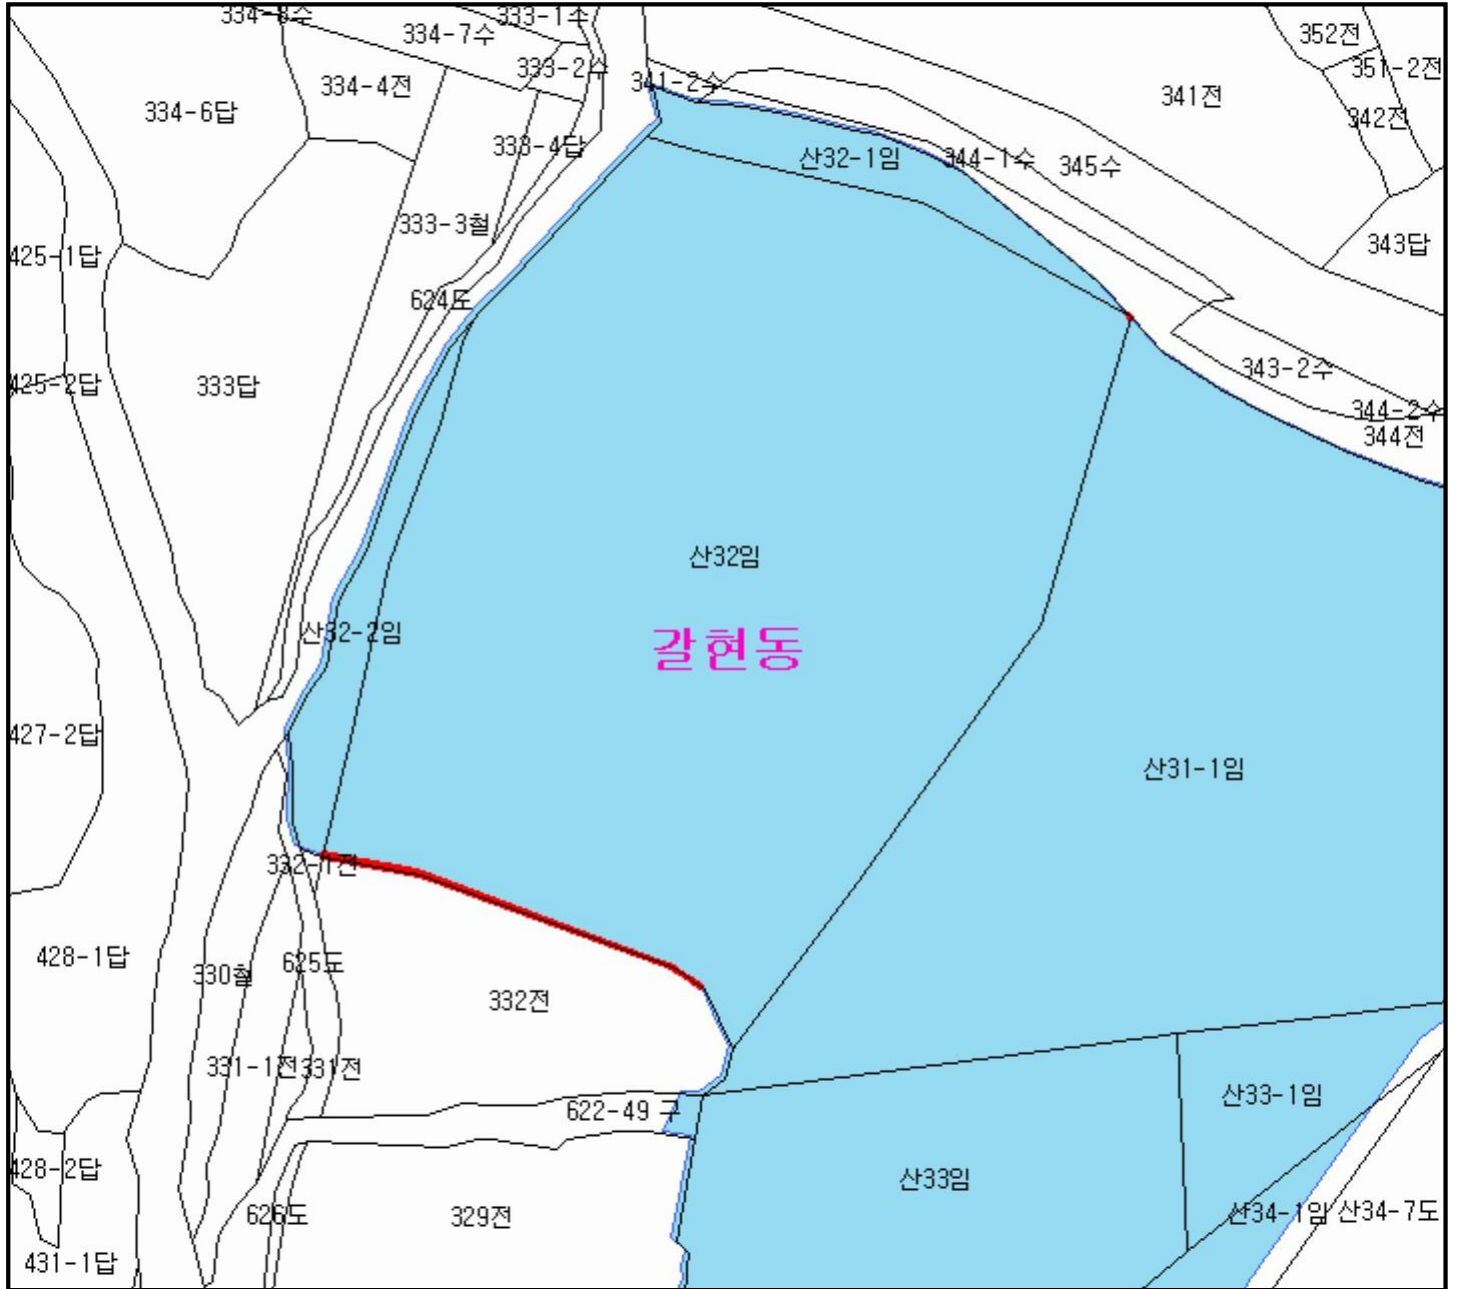 333-1수
334-7수
352전
333-2수
351-2전
334-4전
341-2수
341전
334-6답
342전
산32-1임
344-1수
345수
333-3철
343답
425-1답
624도
343-2수
425-2답
333답
344-2수
344전
산32임
산32-2임
갈현동
427-2답
산31-1임
332-1전
428-1답
625도
330철
332전
331-1전
331전
산33-1임
622-49 구
428-2답
산33임
626도
329전
산34-1임
산34-7도
431-1답